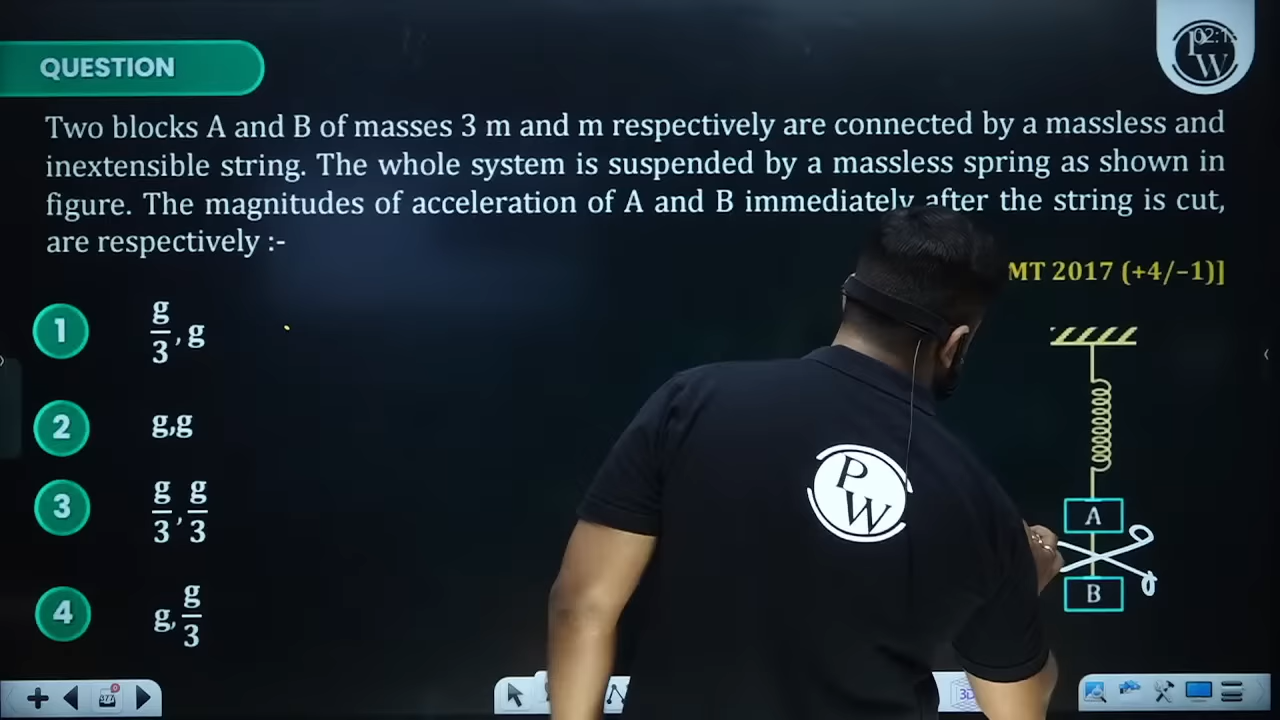 QUESTION
Two blocks A and B of masses 3 m and m respectively are connected by a massless and
inextensible string. The whole system is suspended by a massless spring as shown in
figure. The magnitudes of acceleration of A and B immediately after the string is cut,
are respectively :-
MT 2017 (+4/−1)]
1
g/3, g
2
g,g
3
g/3, g/3
4
g, g/3
A
B
P
W
P
W
377
3D